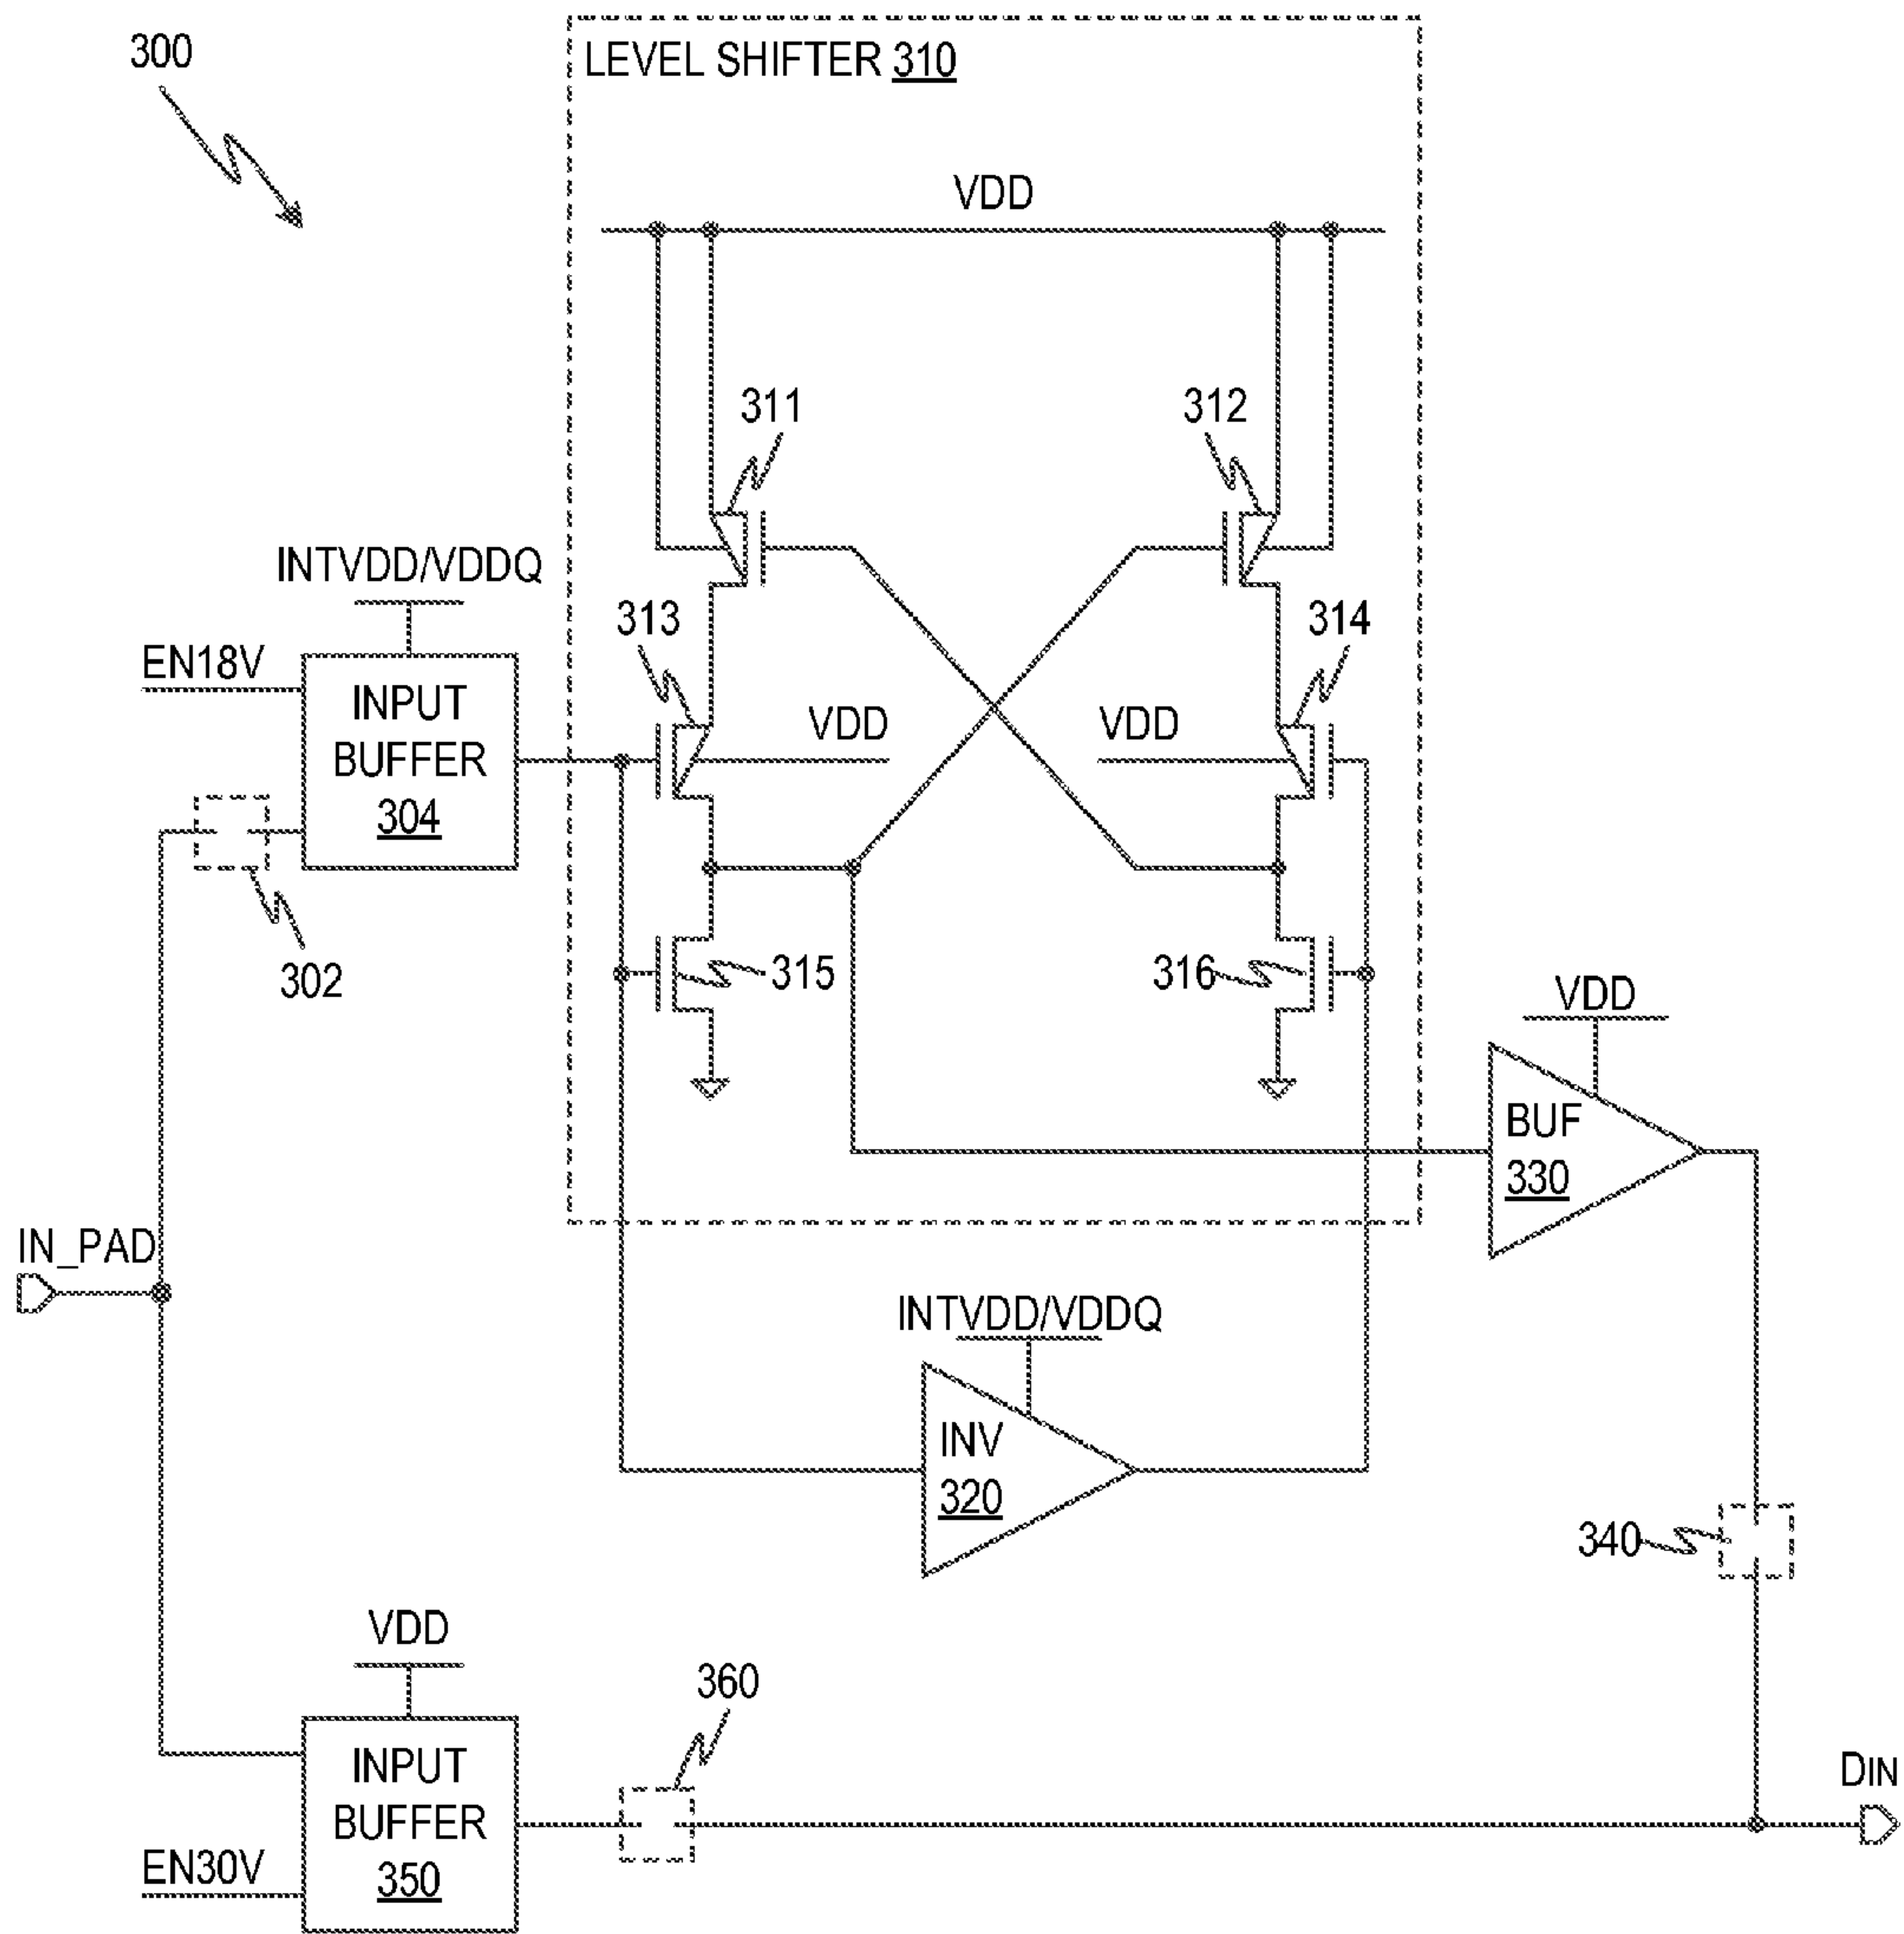 300
LEVEL SHIFTER 310
VDD
311
312
INTVDD/VDDQ
313
314
EN18V
INPUT
BUFFER
304
VDD
VDD
302
315
316
VDD
BUF
330
IN_PAD
INTVDD/VDDQ
INV
320
340
VDD
360
INPUT
BUFFER
350
EN30V
DIN